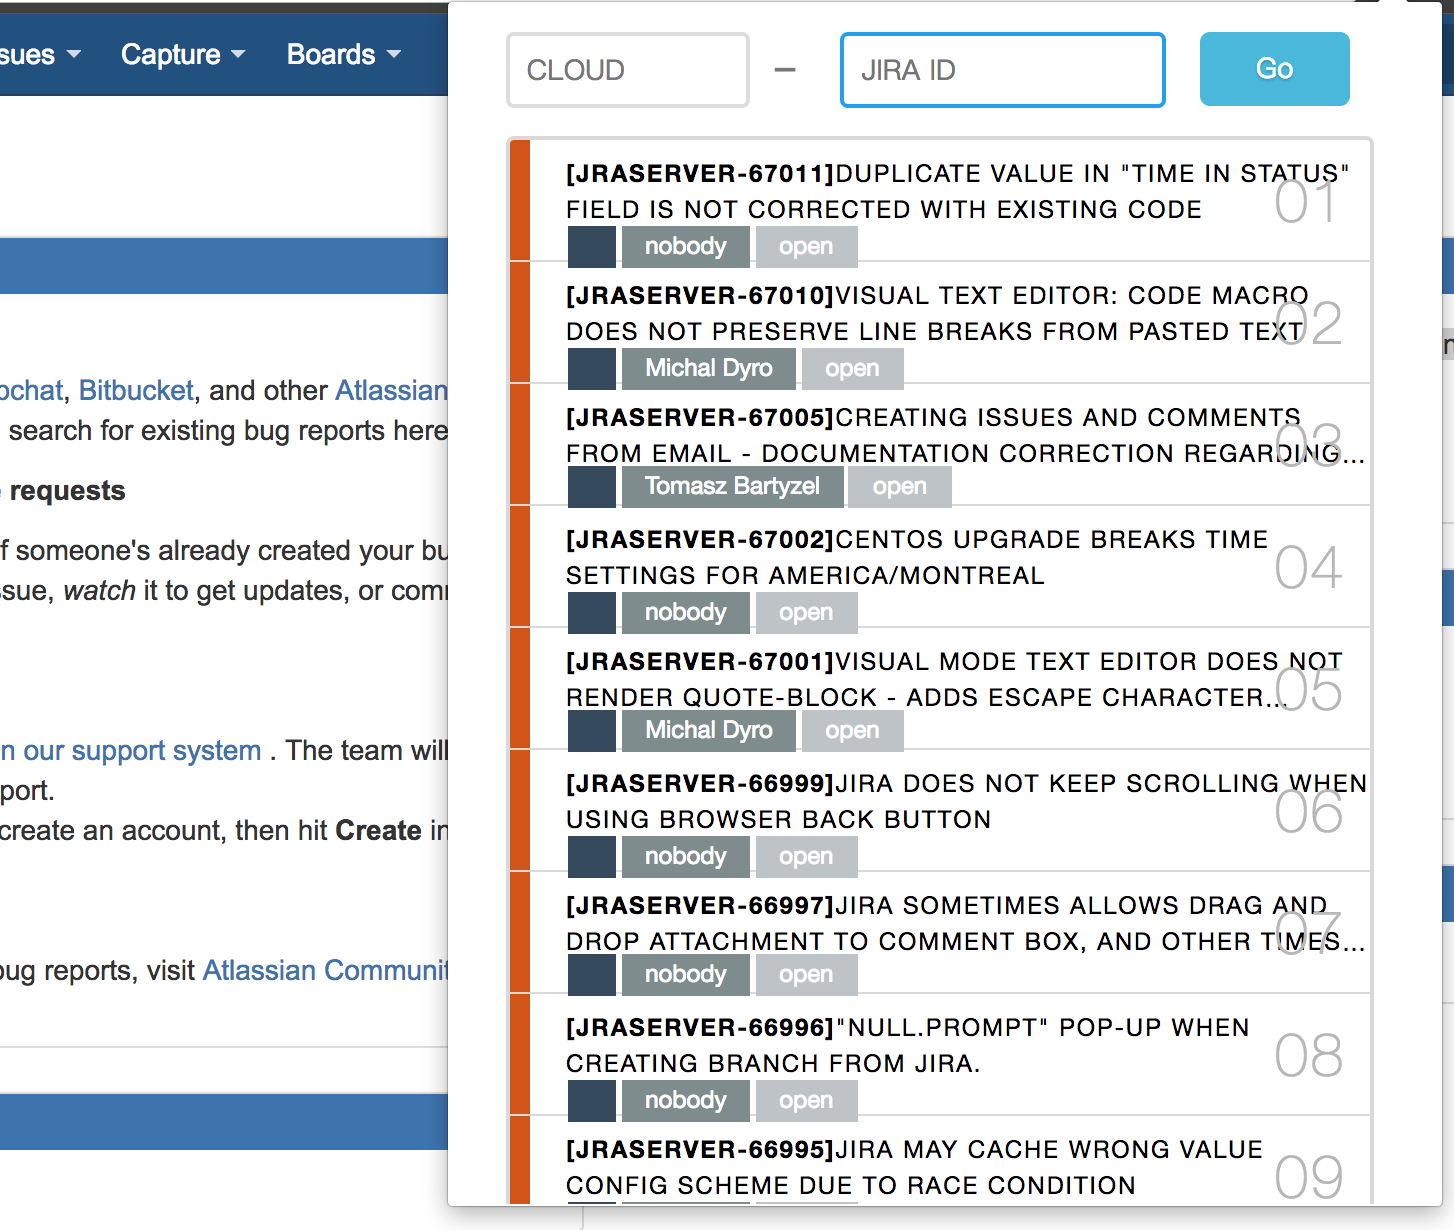 Capture
Boards
CLOUD – JIRA ID Go
[JRASERVER-67011]DUPLICATE VALUE IN "TIME IN STATUS"
FIELD IS NOT CORRECTED WITH EXISTING CODE
01
nobody open
[JRASERVER-67010]VISUAL TEXT EDITOR: CODE MACRO
DOES NOT PRESERVE LINE BREAKS FROM PASTED TEXT
02
Michal Dyro open
[JRASERVER-67005]CREATING ISSUES AND COMMENTS
FROM EMAIL - DOCUMENTATION CORRECTION REGARDING...
03
Tomasz Bartyzel open
[JRASERVER-67002]CENTOS UPGRADE BREAKS TIME
SETTINGS FOR AMERICA/MONTREAL
04
nobody open
[JRASERVER-67001]VISUAL MODE TEXT EDITOR DOES NOT
RENDER QUOTE-BLOCK - ADDS ESCAPE CHARACTER...
05
Michal Dyro open
[JRASERVER-66999]JIRA DOES NOT KEEP SCROLLING WHEN
USING BROWSER BACK BUTTON
06
nobody open
[JRASERVER-66997]JIRA SOMETIMES ALLOWS DRAG AND
DROP ATTACHMENT TO COMMENT BOX, AND OTHER TIMES...
07
nobody open
[JRASERVER-66996]"NULL.PROMPT" POP-UP WHEN
CREATING BRANCH FROM JIRA.
08
nobody open
[JRASERVER-66995]JIRA MAY CACHE WRONG VALUE
CONFIG SCHEME DUE TO RACE CONDITION
09
, Bitbucket, and other Atlassian
search for existing bug reports here
requests
someone's already created your
, watch it to get updates, or
n our support system . The team will
port.
create an account, then hit Create in
bug reports, visit Atlassian